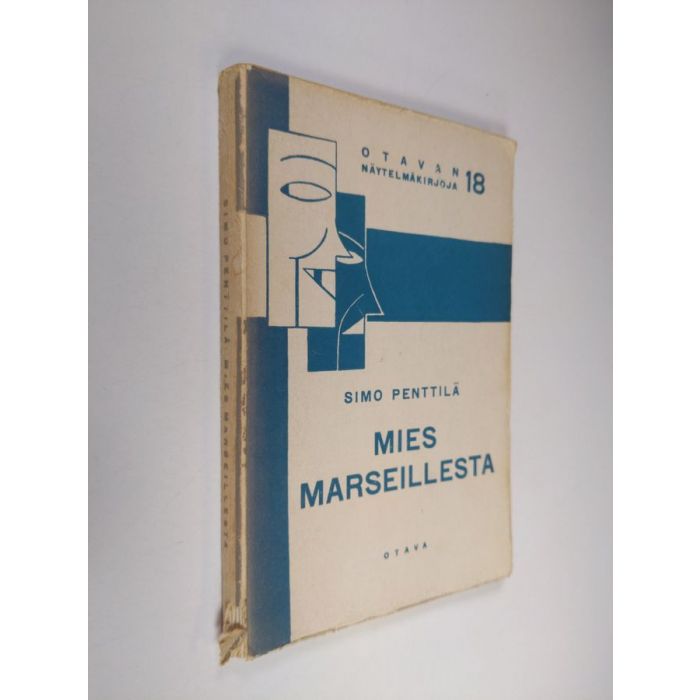 OTAVAN
NÄYTELMÄKIRJOJA 18
SIMO PENTTILÄ
MIES
MARSEILLESTA
OTAVA
SIMO PENTTILÄ MIES MARSEILLESTA